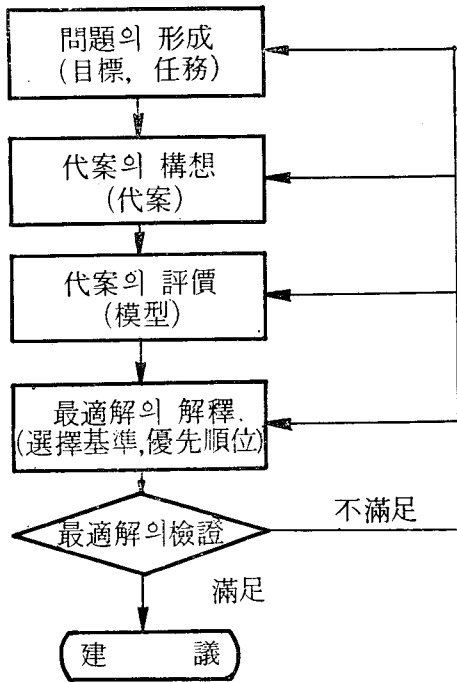 問題의 形成
(目標, 任務)
代案의 構想
(代案)
代案의 評價
(模型)
最適解의 解釋.
(選擇基準,優先順位)
最適解의檢證
不滿足
滿足
建 議